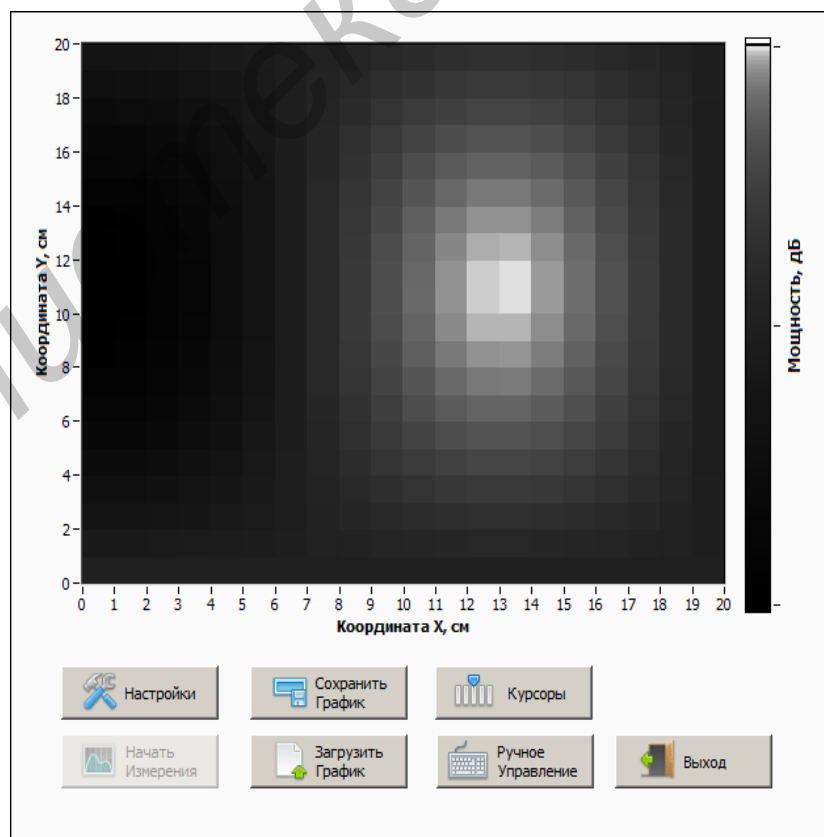 20
18
16
14
12
10
8
6
4
2
0
Координата Y, см
0 1 2 3 4 5 6 7 8 9 10 11 12 13 14 15 16 17 18 19 20
Координата X, см
Мощность, дБ
Настройки
Сохранить
График
Курсоры
Начать
Измерения
Загрузить
График
Ручное
Управление
Выход